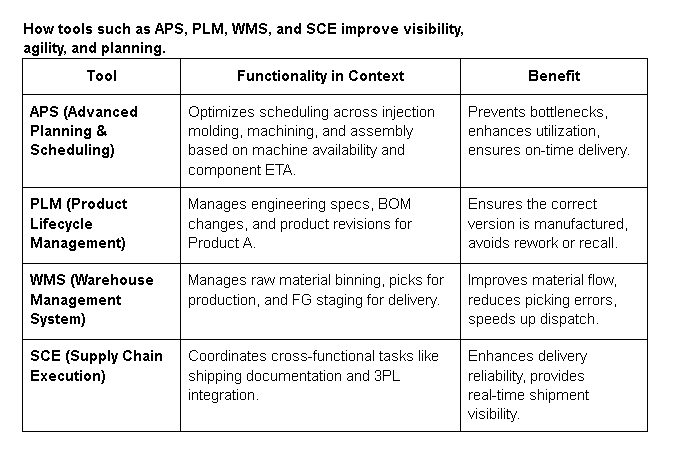 How tools such as APS, PLM, WMS, and SCE improve visibility,
agility, and planning.
Tool
Functionality in Context
Benefit
APS (Advanced
Planning &
Scheduling)
Optimizes scheduling across injection
molding, machining, and assembly
based on machine availability and
component ETA.
Prevents bottlenecks,
enhances utilization,
ensures on-time delivery.
PLM (Product
Lifecycle
Management)
Manages engineering specs, BOM
changes, and product revisions for
Product A.
Ensures the correct
version is manufactured,
avoids rework or recall.
WMS (Warehouse
Management
System)
Manages raw material binning, picks for
production, and FG staging for delivery.
Improves material flow,
reduces picking errors,
speeds up dispatch.
SCE (Supply Chain
Execution)
Coordinates cross-functional tasks like
shipping documentation and 3PL
integration.
Enhances delivery
reliability, provides
real-time shipment
visibility.